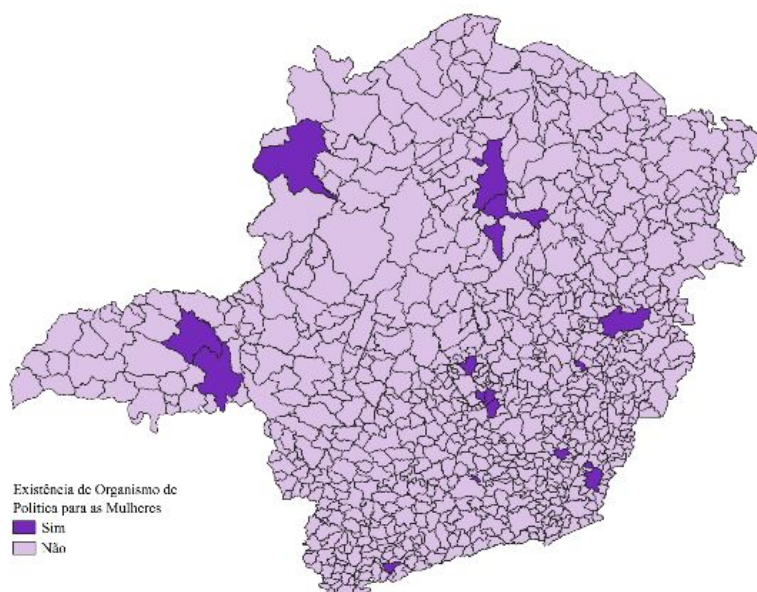 Existência de Organismo de
Política para as Mulheres
Sim
Não